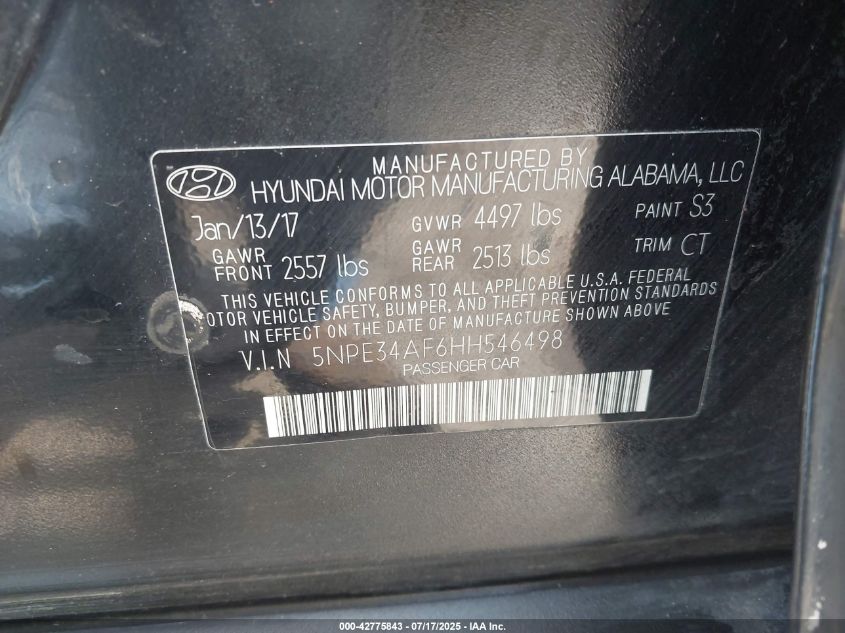 MANUFACTURED BY
HYUNDAI MOTOR MANUFACTURING ALABAMA, LLC
Jan/13/17 GVWR 4497 lbs PAINT S3
GAWR FRONT 2557 lbs GAWR REAR 2513 lbs TRIM CT
THIS VEHICLE CONFORMS TO ALL APPLICABLE U.S.A. FEDERAL
OTOR VEHICLE SAFETY, BUMPER, AND THEFT PREVENTION STANDARDS
IN EFFECT ON THE DATE OF MANUFACTURE SHOWN ABOVE.
V.I.N 5NPE34AF6HH546498
PASSENGER CAR
000-42775843 - 07/17/2025 - IAA Inc.